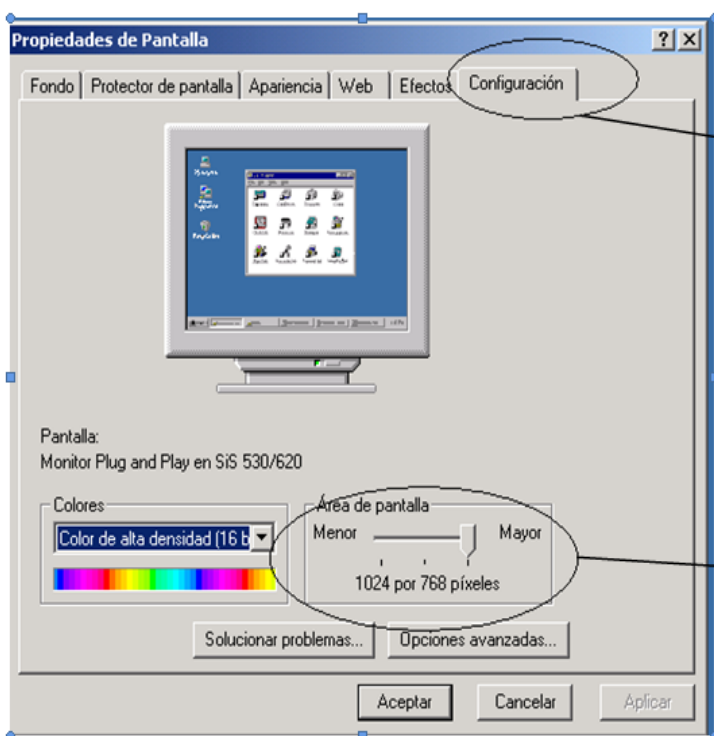 Propiedades de Pantalla
Fondo Protector de pantalla Apariencia Web Efectos Configuración
Pantalla:
Monitor Plug and Play en SiS 530/620
Colores
Color de alta densidad (16 b
Área de pantalla
Menor Mayor
1024 por 768 píxeles
Solucionar problemas... Opciones avanzadas...
Aceptar Cancelar Aplicar